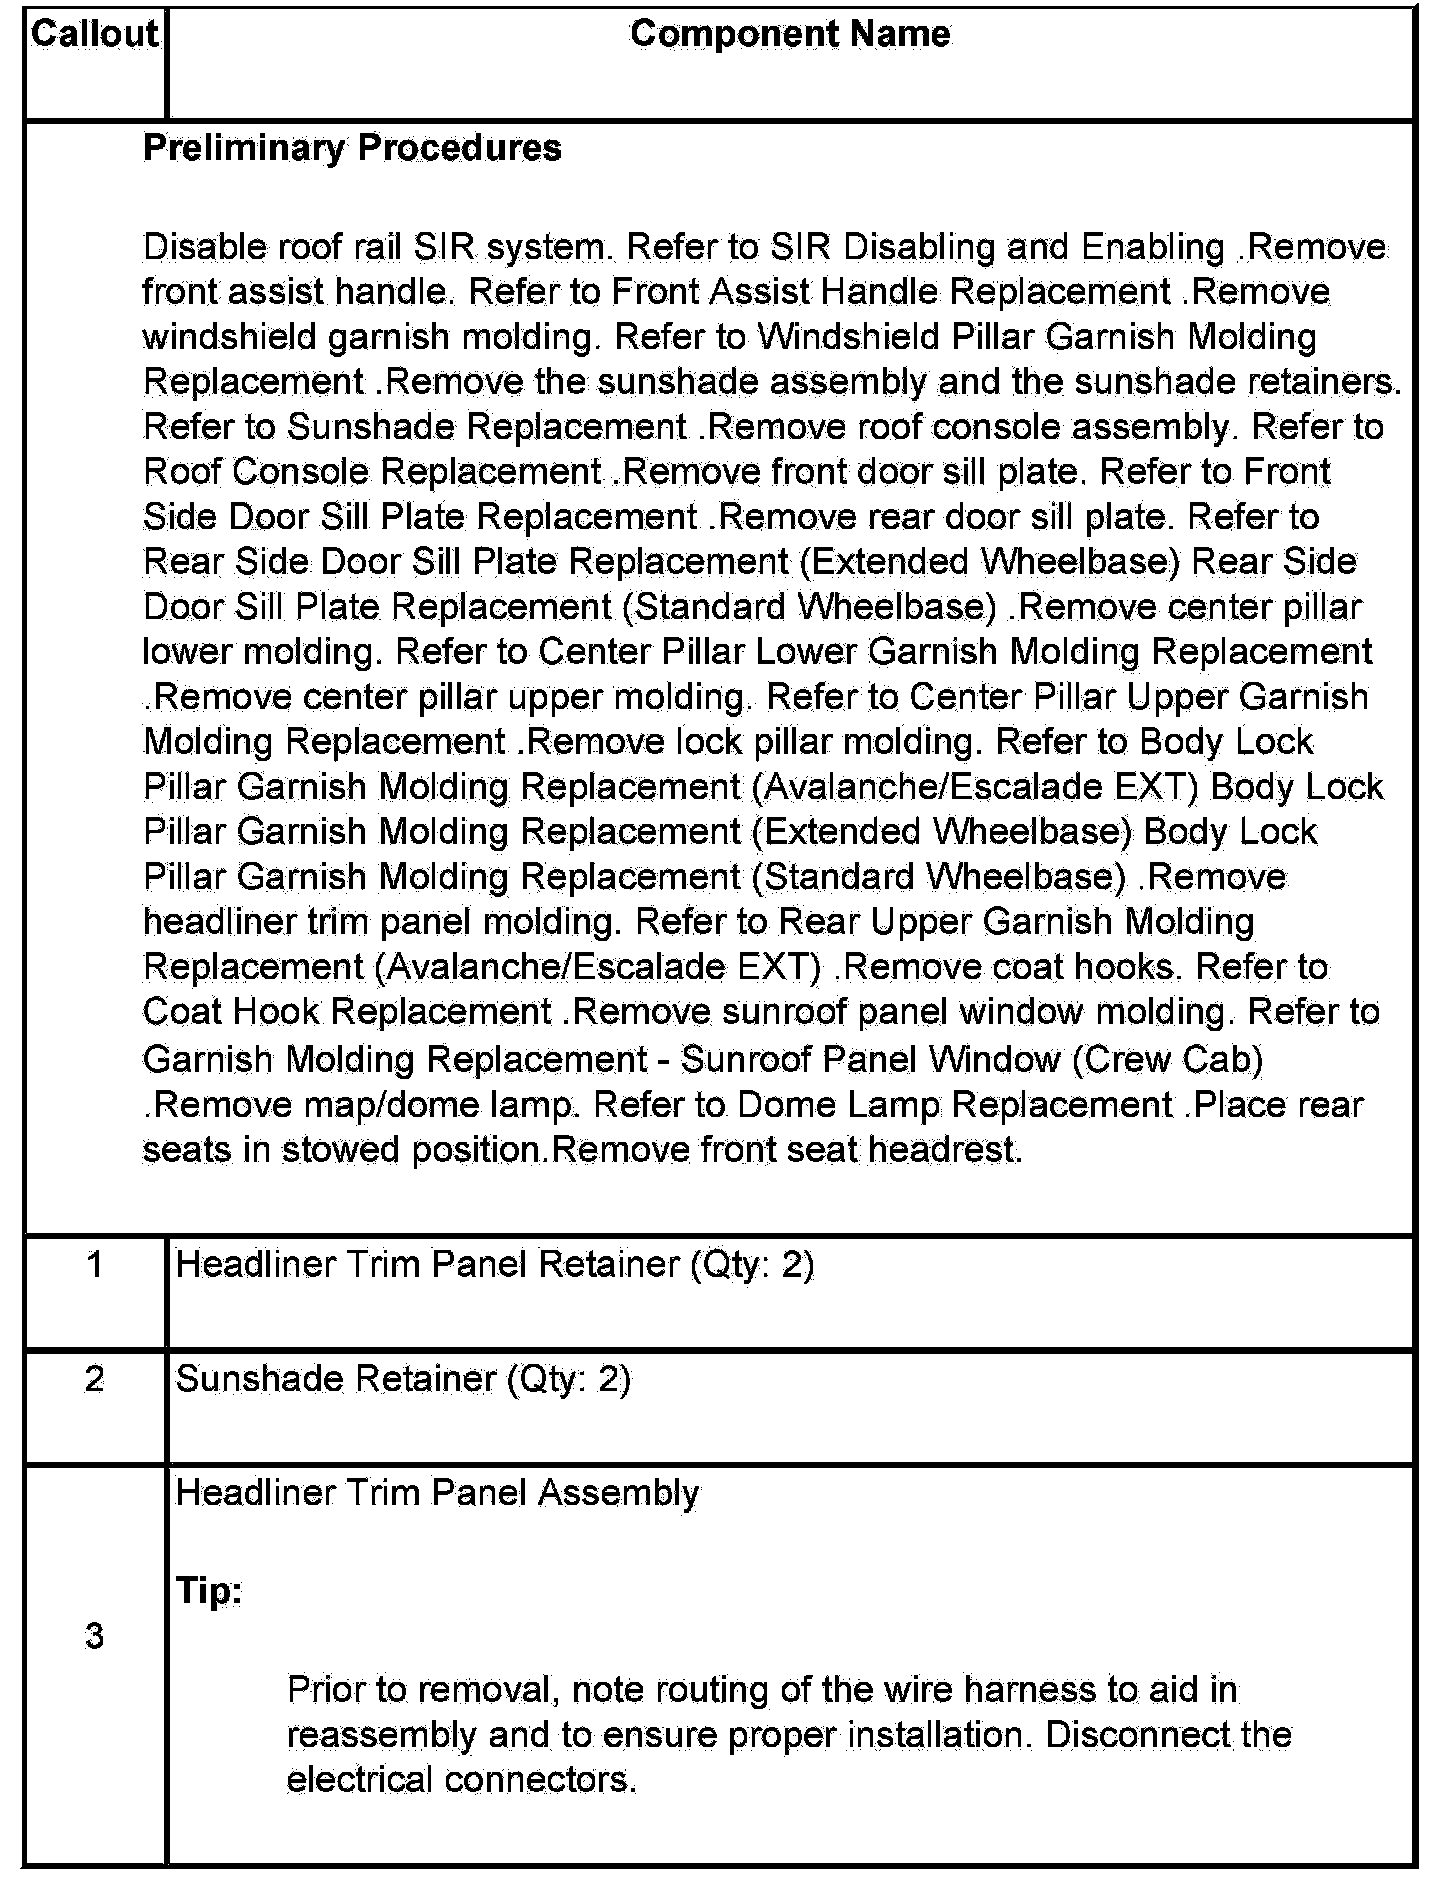 Callout Component Name
Preliminary Procedures
Disable roof rail SIR system. Refer to SIR Disabling and Enabling .Remove
front assist handle. Refer to Front Assist Handle Replacement .Remove
windshield garnish molding. Refer to Windshield Pillar Garnish Molding
Replacement .Remove the sunshade assembly and the sunshade retainers.
Refer to Sunshade Replacement .Remove roof console assembly. Refer to
Roof Console Replacement .Remove front door sill plate. Refer to Front
Side Door Sill Plate Replacement .Remove rear door sill plate. Refer to
Rear Side Door Sill Plate Replacement (Extended Wheelbase) Rear Side
Door Sill Plate Replacement (Standard Wheelbase) .Remove center pillar
lower molding. Refer to Center Pillar Lower Garnish Molding Replacement
.Remove center pillar upper molding. Refer to Center Pillar Upper Garnish
Molding Replacement .Remove lock pillar molding. Refer to Body Lock
Pillar Garnish Molding Replacement (Avalanche/Escalade EXT) Body Lock
Pillar Garnish Molding Replacement (Extended Wheelbase) Body Lock
Pillar Garnish Molding Replacement (Standard Wheelbase) .Remove
headliner trim panel molding. Refer to Rear Upper Garnish Molding
Replacement (Avalanche/Escalade EXT) .Remove coat hooks. Refer to
Coat Hook Replacement .Remove sunroof panel window molding. Refer to
Garnish Molding Replacement - Sunroof Panel Window (Crew Cab)
.Remove map/dome lamp. Refer to Dome Lamp Replacement .Place rear
seats in stowed position.Remove front seat headrest.
1 Headliner Trim Panel Retainer (Qty: 2)
2 Sunshade Retainer (Qty: 2)
3 Headliner Trim Panel Assembly
Tip:
Prior to removal, note routing of the wire harness to aid in
reassembly and to ensure proper installation. Disconnect the
electrical connectors.